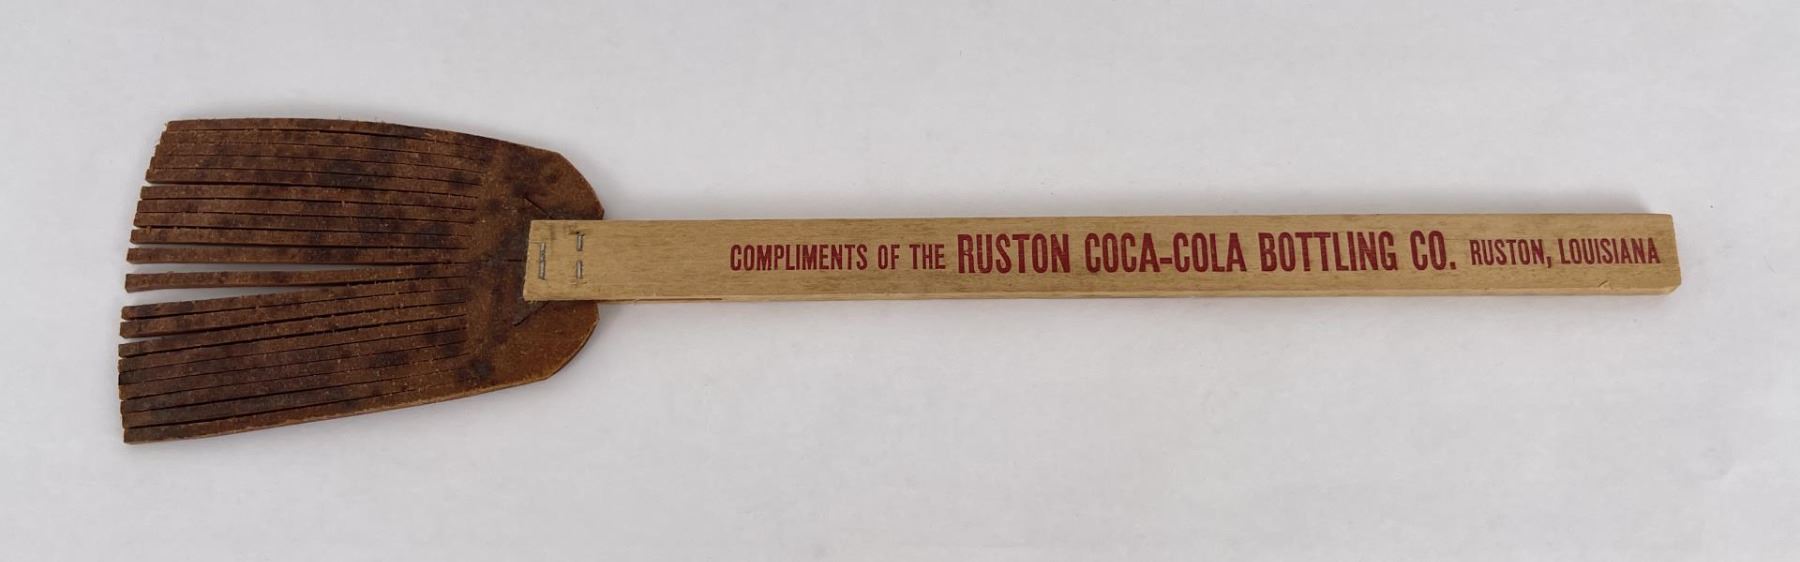 COMPLIMENTS OF THE RUSTON COCA-COLA BOTTLING CO. RUSTON, LOUISIANA